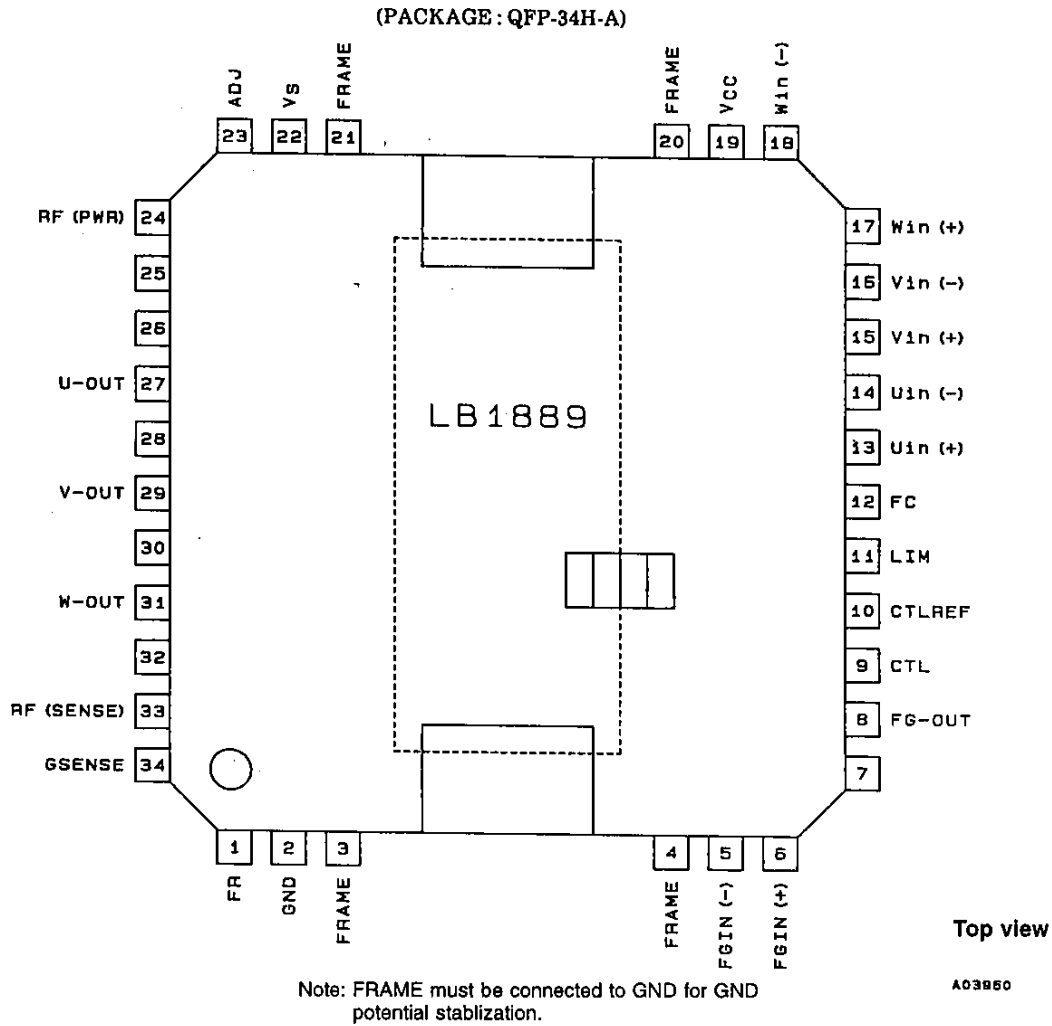 (PACKAGE : QFP-34H-A)
ADJ
VS
FRAME
FRAME
VCC
Win (-)
23
22
21
20
19
18
RF (PWR) 24
17 Win (+)
25
16 Vin (-)
26
15 Vin (+)
U-OUT 27
14 Uin (-)
LB1889
28
13 Uin (+)
V-OUT 29
12 FC
30
11 LIM
W-OUT 31
10 CTLREF
32
9 CTL
RF (SENSE) 33
8 FG-OUT
GSENSE 34
7
1
2
3
4
5
6
FR
GND
FRAME
FRAME
FGIN (-)
FGIN (+)
Top view
Note: FRAME must be connected to GND for GND
potential stablization.
A03950